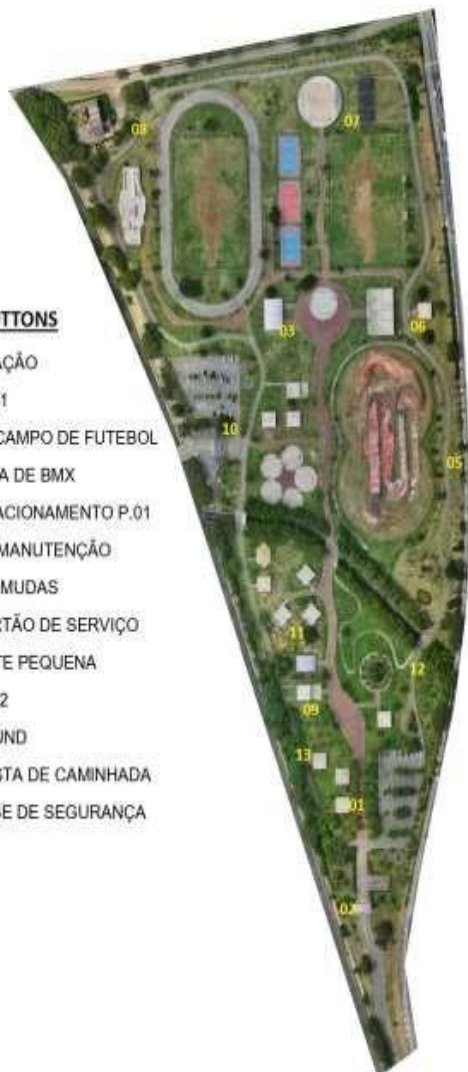 TTONS
AÇÃO
1
CAMPO DE FUTEBOL
A DE BMX
ACIONAMENTO P.01
MANUTENÇÃO
MUDAS
RTÃO DE SERVIÇO
TE PEQUENA
2
UND
STA DE CAMINHADA
SE DE SEGURANÇA
08
07
03
06
10
05
11
12
09
13
01
02